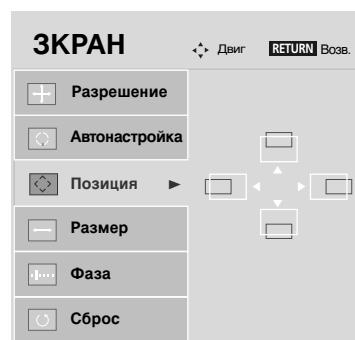 ЗКРАН Двиг RETURN Возв.
Разрешение
Автонастройка
Позиция
Размер
Фаза
Сброс